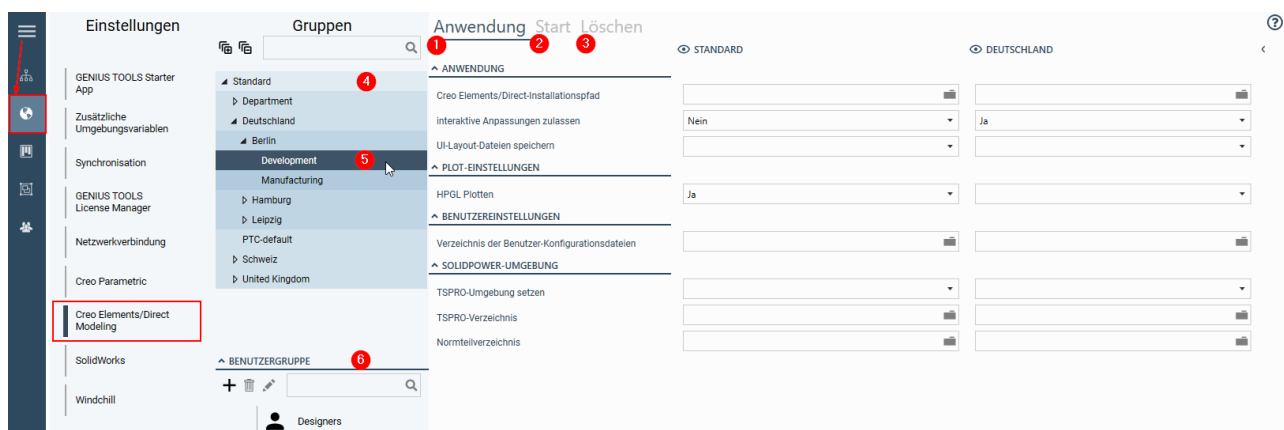 Einstellungen
GENIUS TOOLS Starter
App
Zusätzliche
Umgebungsvariablen
Synchronisation
GENIUS TOOLS
License Manager
Netzwerkverbindung
Creo Parametric
Creo Elements/Direct
Modeling
SolidWorks
Windchill
Gruppen
Standard 4
Department
Deutschland
Berlin
Development 5
Manufacturing
Hamburg
Leipzig
PTC-default
Schweiz
United Kingdom
BENUTZERGRUPPE 6
Designers
Anwendung Start Löschen
1 2 3
STANDARD DEUTSCHLAND
ANWENDUNG
Creo Elements/Direct-Installationspfad
interaktive Anpassungen zulassen Nein Ja
UI-Layout-Dateien speichern
PLOT-EINSTELLUNGEN
HPGL Plotten Ja
BENUTZEREINSTELLUNGEN
Verzeichnis der Benutzer-Konfigurationsdateien
SOLIDPOWER-UMGEBUNG
TSPRO-Umgebung setzen
TSPRO-Verzeichnis
Normteilverzeichnis